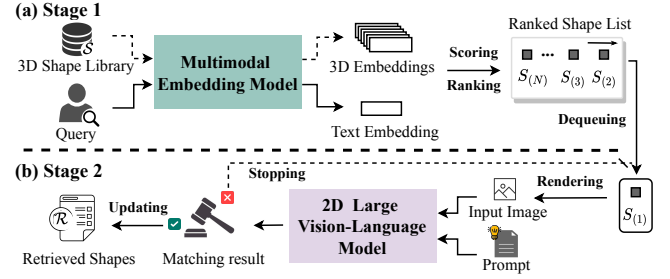 (a) Stage 1
S
3D Shape Library
Query
Multimodal
Embedding Model
3D Embeddings
Text Embedding
Scoring
Ranking
Ranked Shape List
...
S(N) S(3) S(2)
Dequeuing
(b) Stage 2
Stopping
R
Retrieved Shapes
Updating
Matching result
2D Large
Vision-Language
Model
Input Image
Prompt
Rendering
S(1)